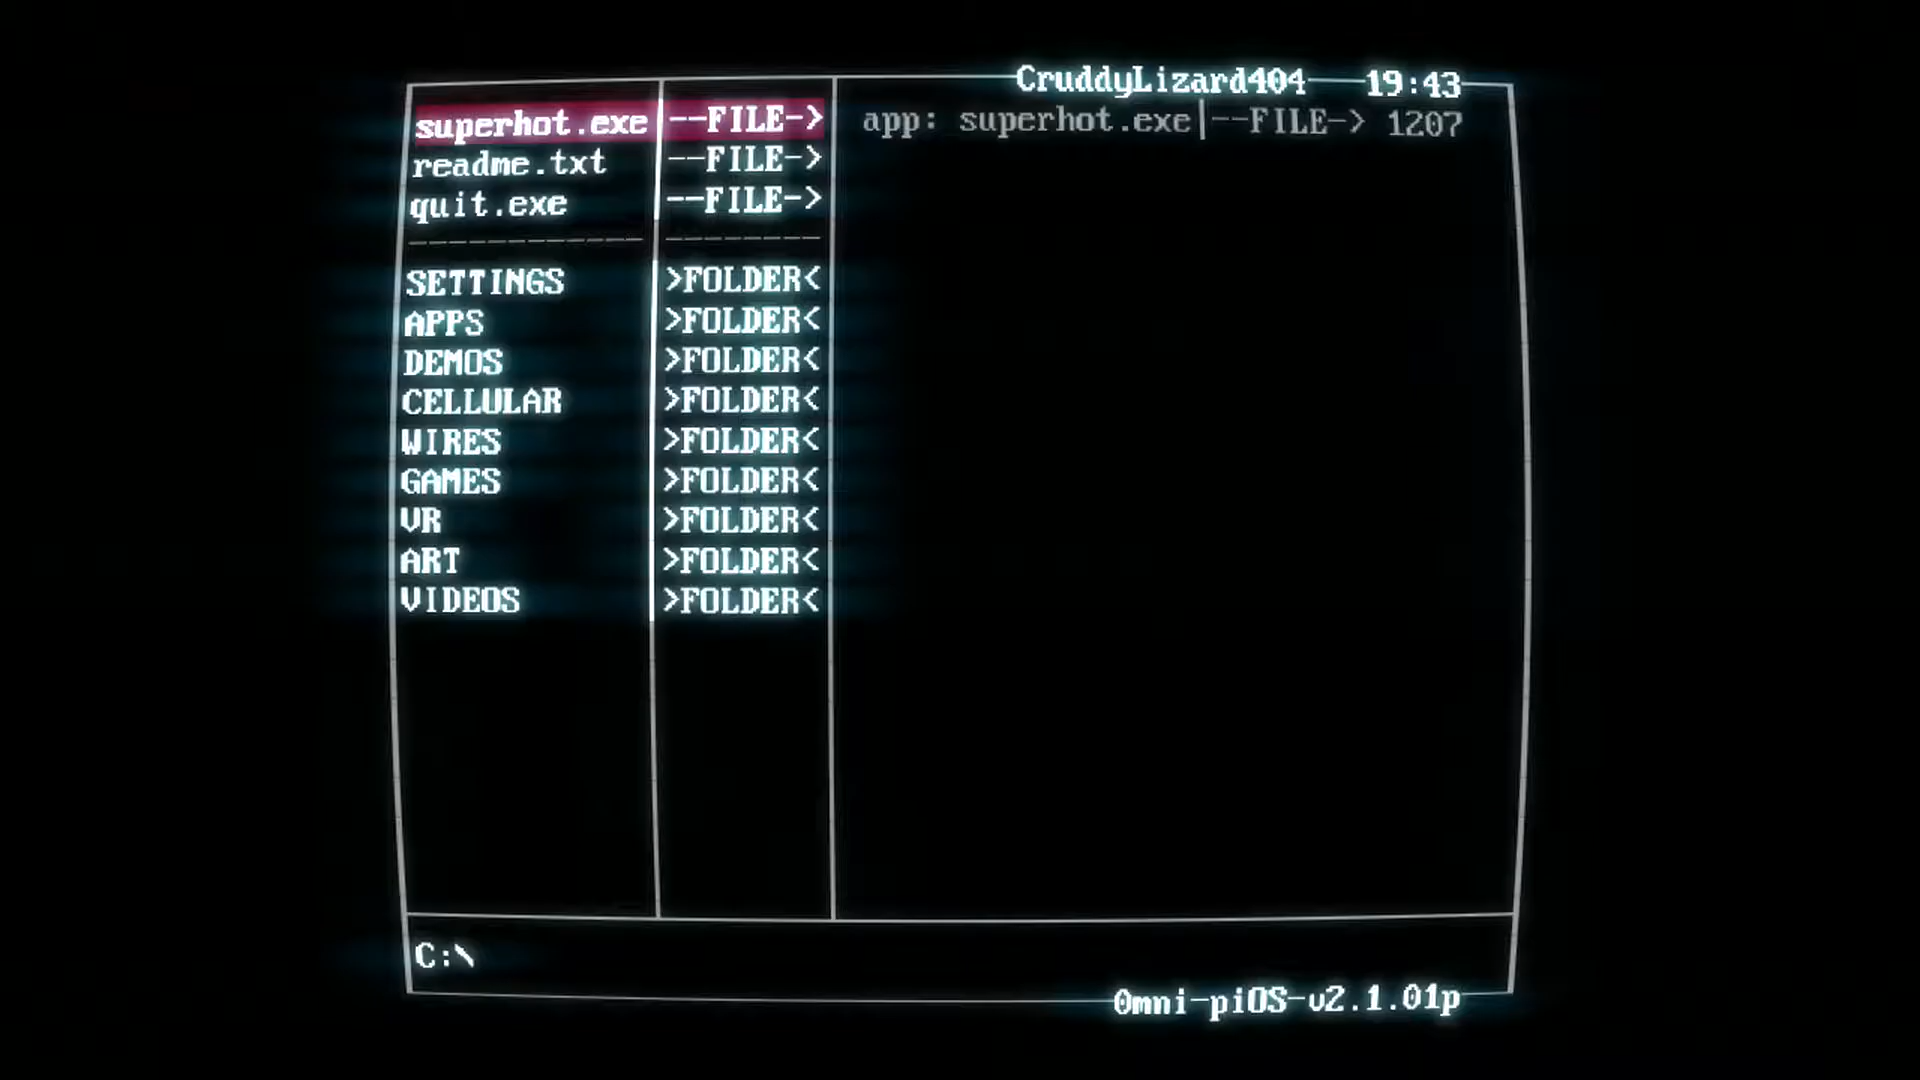 CruddyLizard404 19:43
superhot.exe --FILE-> app: superhot.exe|--FILE-> 1207
readme.txt --FILE->
quit.exe --FILE->
SETTINGS >FOLDER<
APPS >FOLDER<
DEMOS >FOLDER<
CELLULAR >FOLDER<
WIRES >FOLDER<
GAMES >FOLDER<
VR >FOLDER<
ART >FOLDER<
VIDEOS >FOLDER<
C:\
0mni-piOS-v2.1.01p